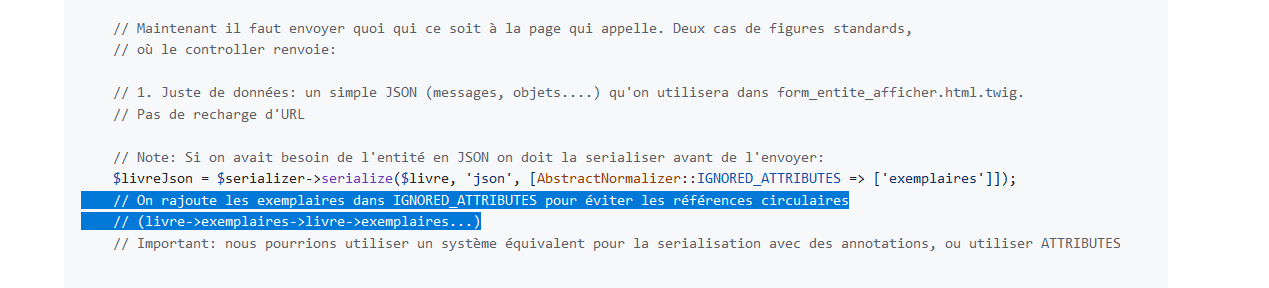 // Maintenant il faut envoyer quoi qui ce soit à la page qui appelle. Deux cas de figures standards,
// où le controller renvoie:
// 1. Juste de données: un simple JSON (messages, objets....) qu'on utilisera dans form_entite_afficher.html.twig.
// Pas de recharge d'URL
// Note: Si on avait besoin de l'entité en JSON on doit la serialiser avant de l'envoyer:
$livreJson = $serializer->serialize($livre, 'json', [AbstractNormalizer::IGNORED_ATTRIBUTES => ['exemplaires']]);
// On rajoute les exemplaires dans IGNORED_ATTRIBUTES pour éviter les références circulaires
// (livre->exemplaires->livre->exemplaires...)
// Important: nous pourrions utiliser un système équivalent pour la serialisation avec des annotations, ou utiliser ATTRIBUTES